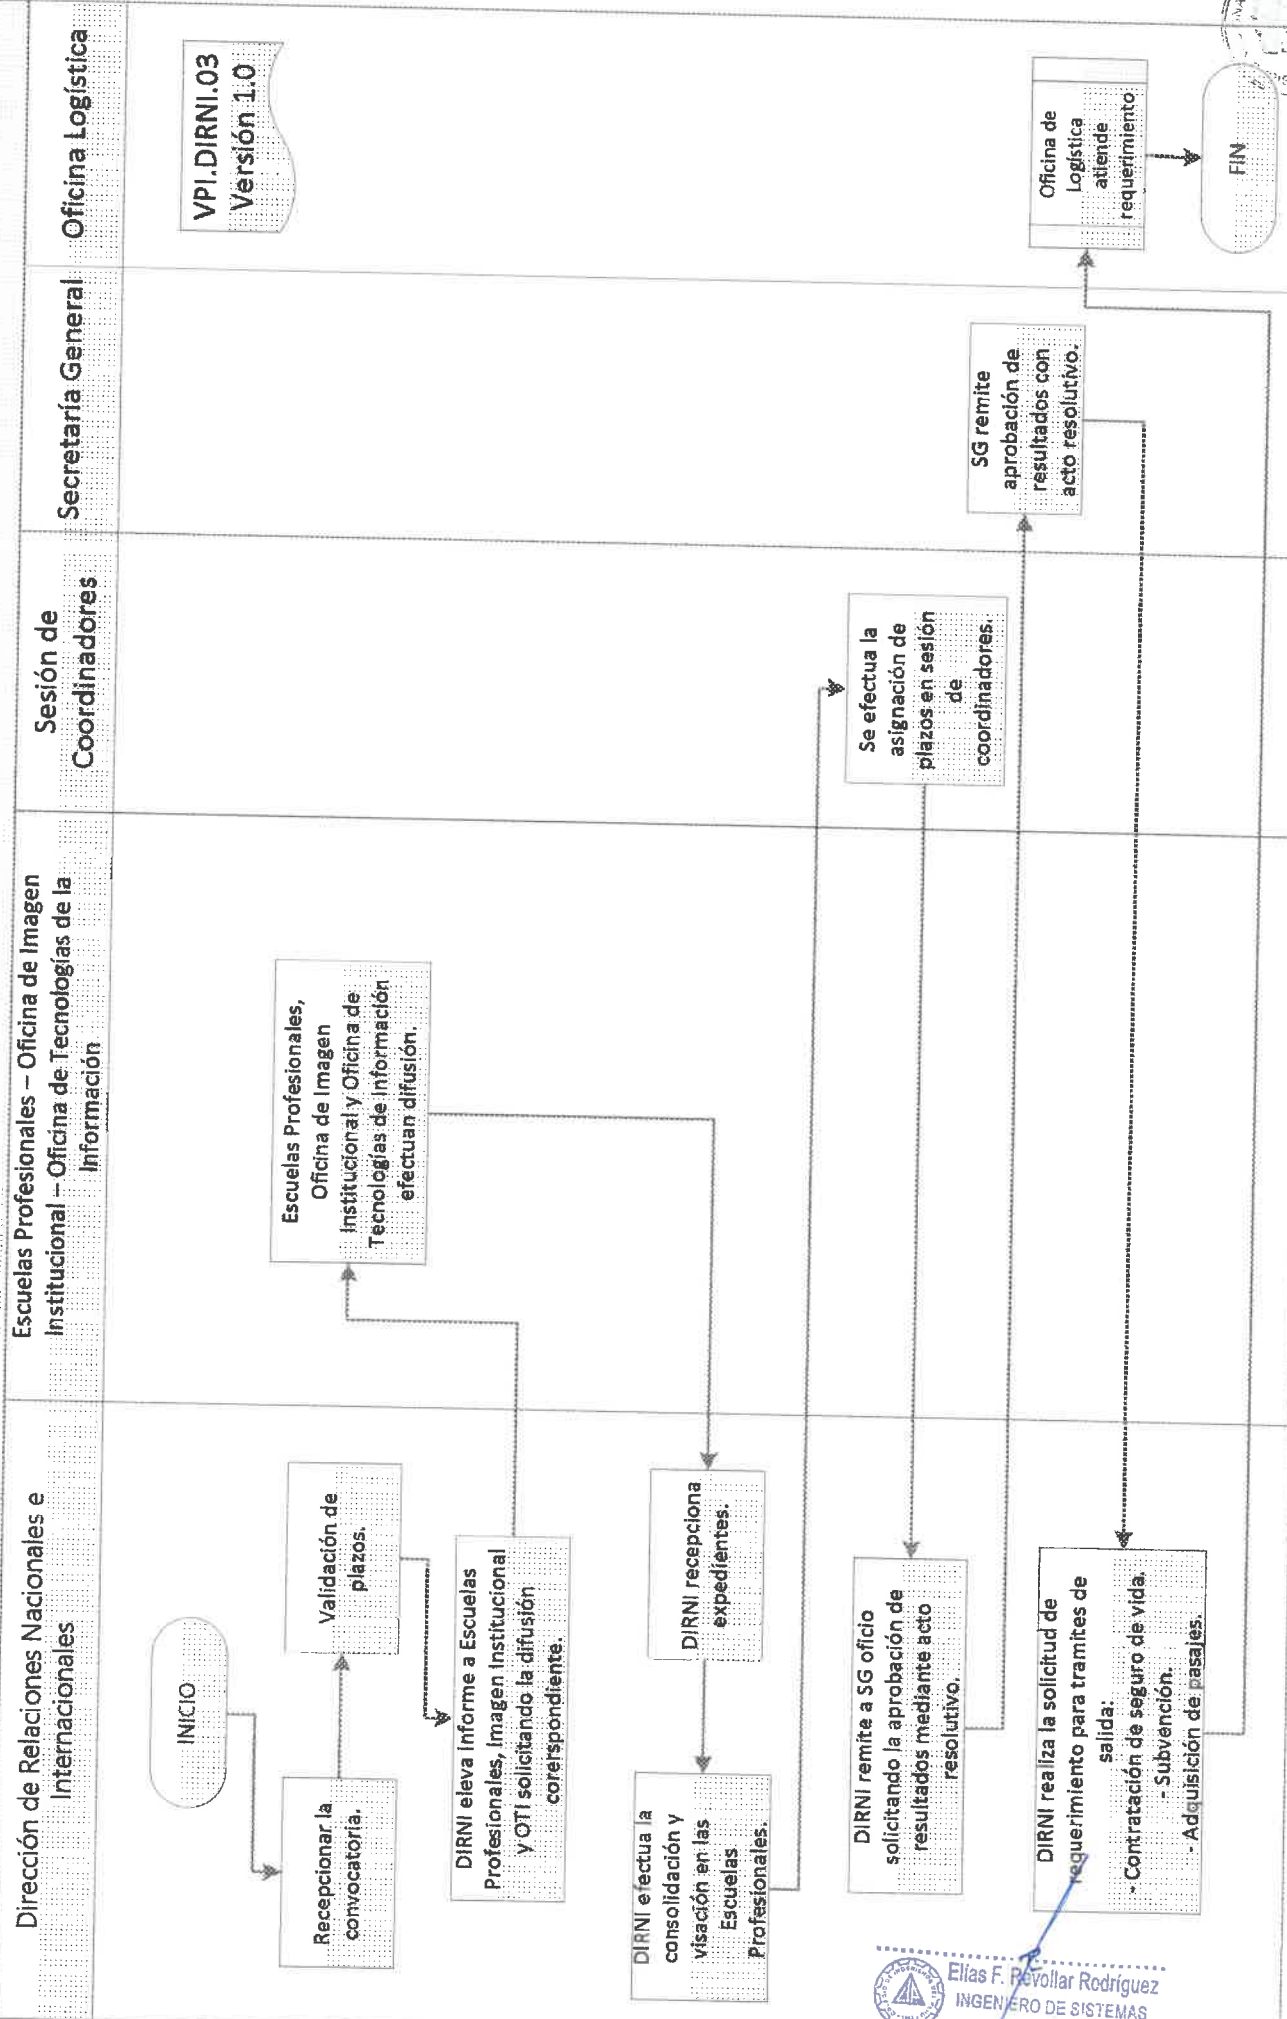 Dirección de Relaciones Nacionales e
Internacionales
Escuelas Profesionales – Oficina de Imagen
Institucional – Oficina de Tecnologías de la
Información
Sesión de
Coordinadores
Secretaría General
Oficina Logística
VPI.DIRNI.03
Versión 1.0
INICIO
Recepcionar la
convocatoria.
Validación de
plazos.
DIRNI eleva Informe a Escuelas
Profesionales, Imagen Institucional
y OTI solicitando la difusión
corerspondiente.
Escuelas Profesionales,
Oficina de Imagen
Institucional y Oficina de
Tecnologías de Información
efectuan difusión.
DIRNI recepciona
expedientes.
DIRNI efectua la
consolidación y
visación en las
Escuelas
Profesionales.
Se efectua la
asignación de
plazos en sesión
de
coordinadores.
DIRNI remite a SG oficio
solicitando la aprobación de
resultados mediante acto
resolutivo.
SG remite
aprobación de
resultados con
acto resolutivo.
DIRNI realiza la solicitud de
requerimiento para tramites de
salida:
- Contratación de seguro de vida.
- Subvención.
- Adquisición de pasajes.
Oficina de
Logística
atiende
requerimiento
FIN
Elías F. Revollar Rodríguez
INGENIERO DE SISTEMAS